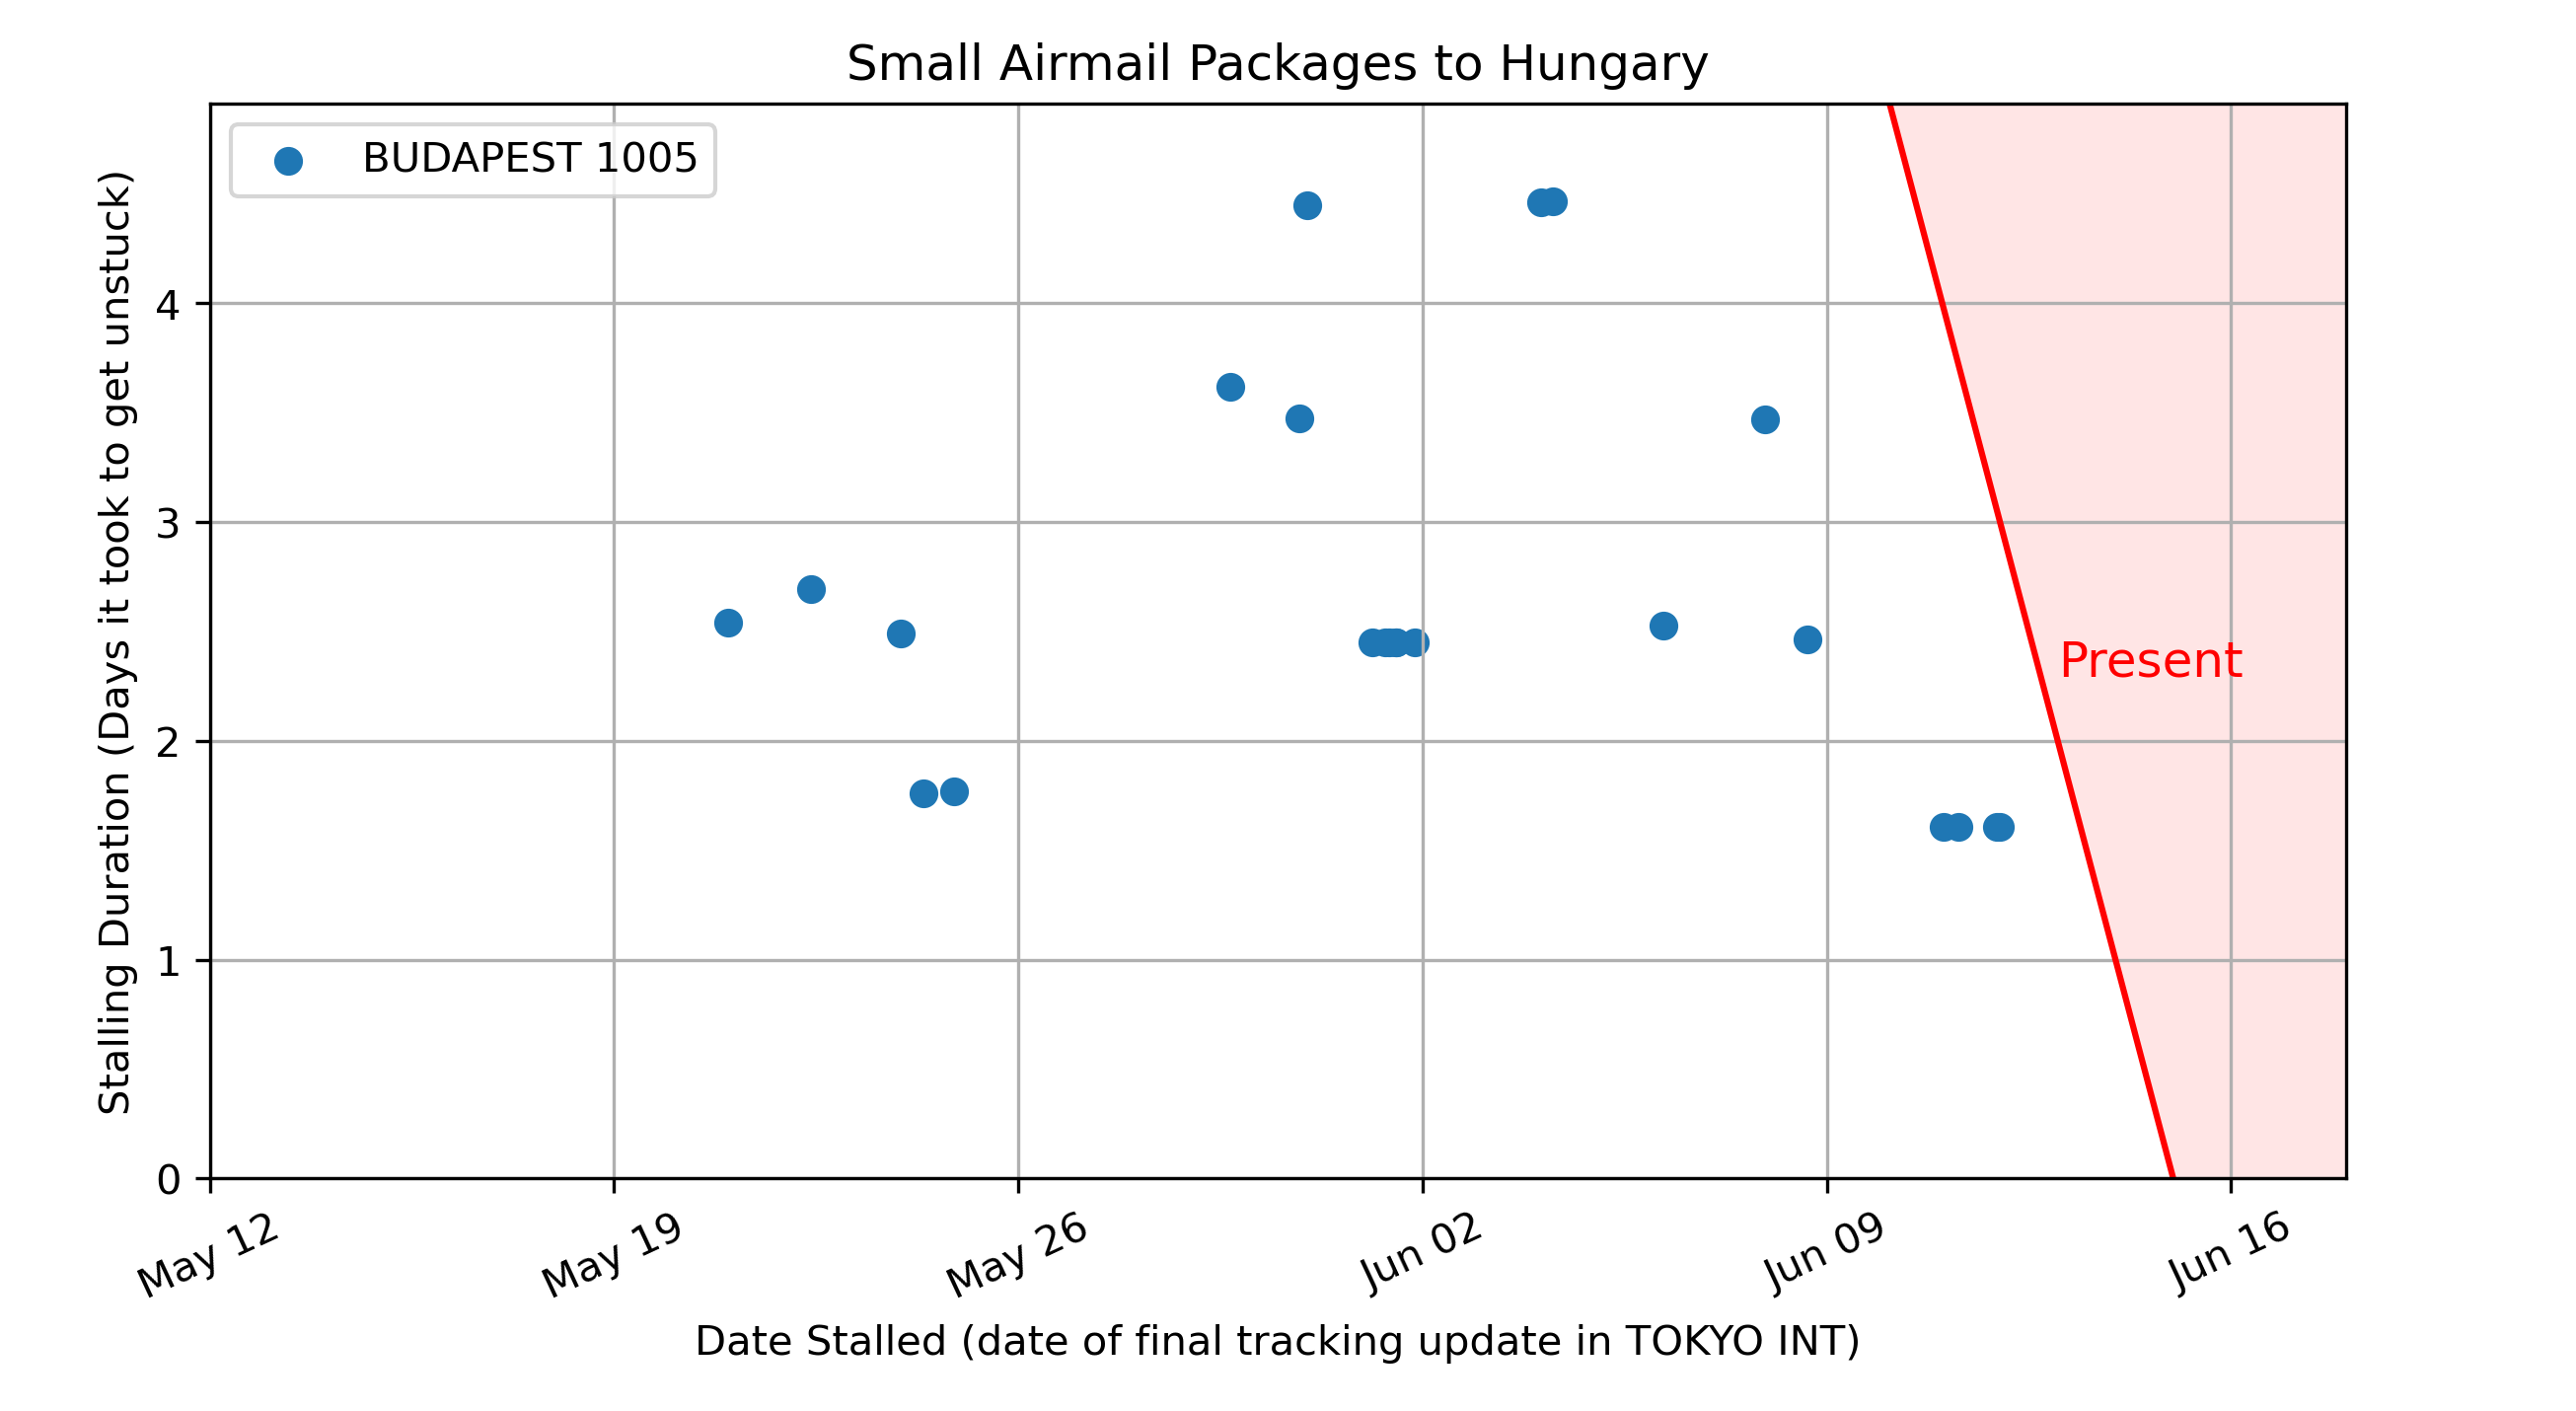 Small Airmail Packages to Hungary
BUDAPEST 1005
Stalling Duration (Days it took to get unstuck)
4
3
2
1
0
Present
May 12
May 19
May 26
Jun 02
Jun 09
Jun 16
Date Stalled (date of final tracking update in TOKYO INT)